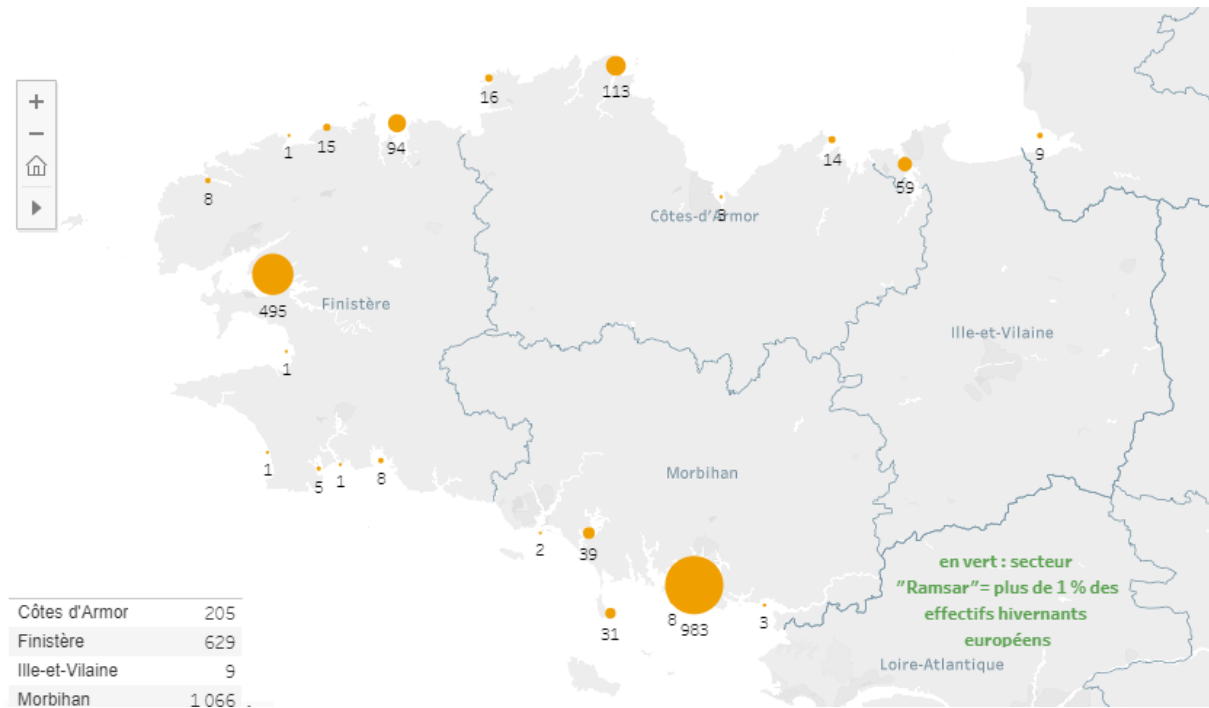 16
113
1
15
94
14
9
8
3
59
Côtes-d'Armor
495
Finistère
Ille-et-Vilaine
1
1
5
1
8
Morbihan
2
39
en vert : secteur
"Ramsar"= plus de 1 % des
effectifs hivernants
européens
31
8
983
3
Loire-Atlantique
Côtes d'Armor 205
Finistère 629
Ille-et-Vilaine 9
Morbihan 1 066